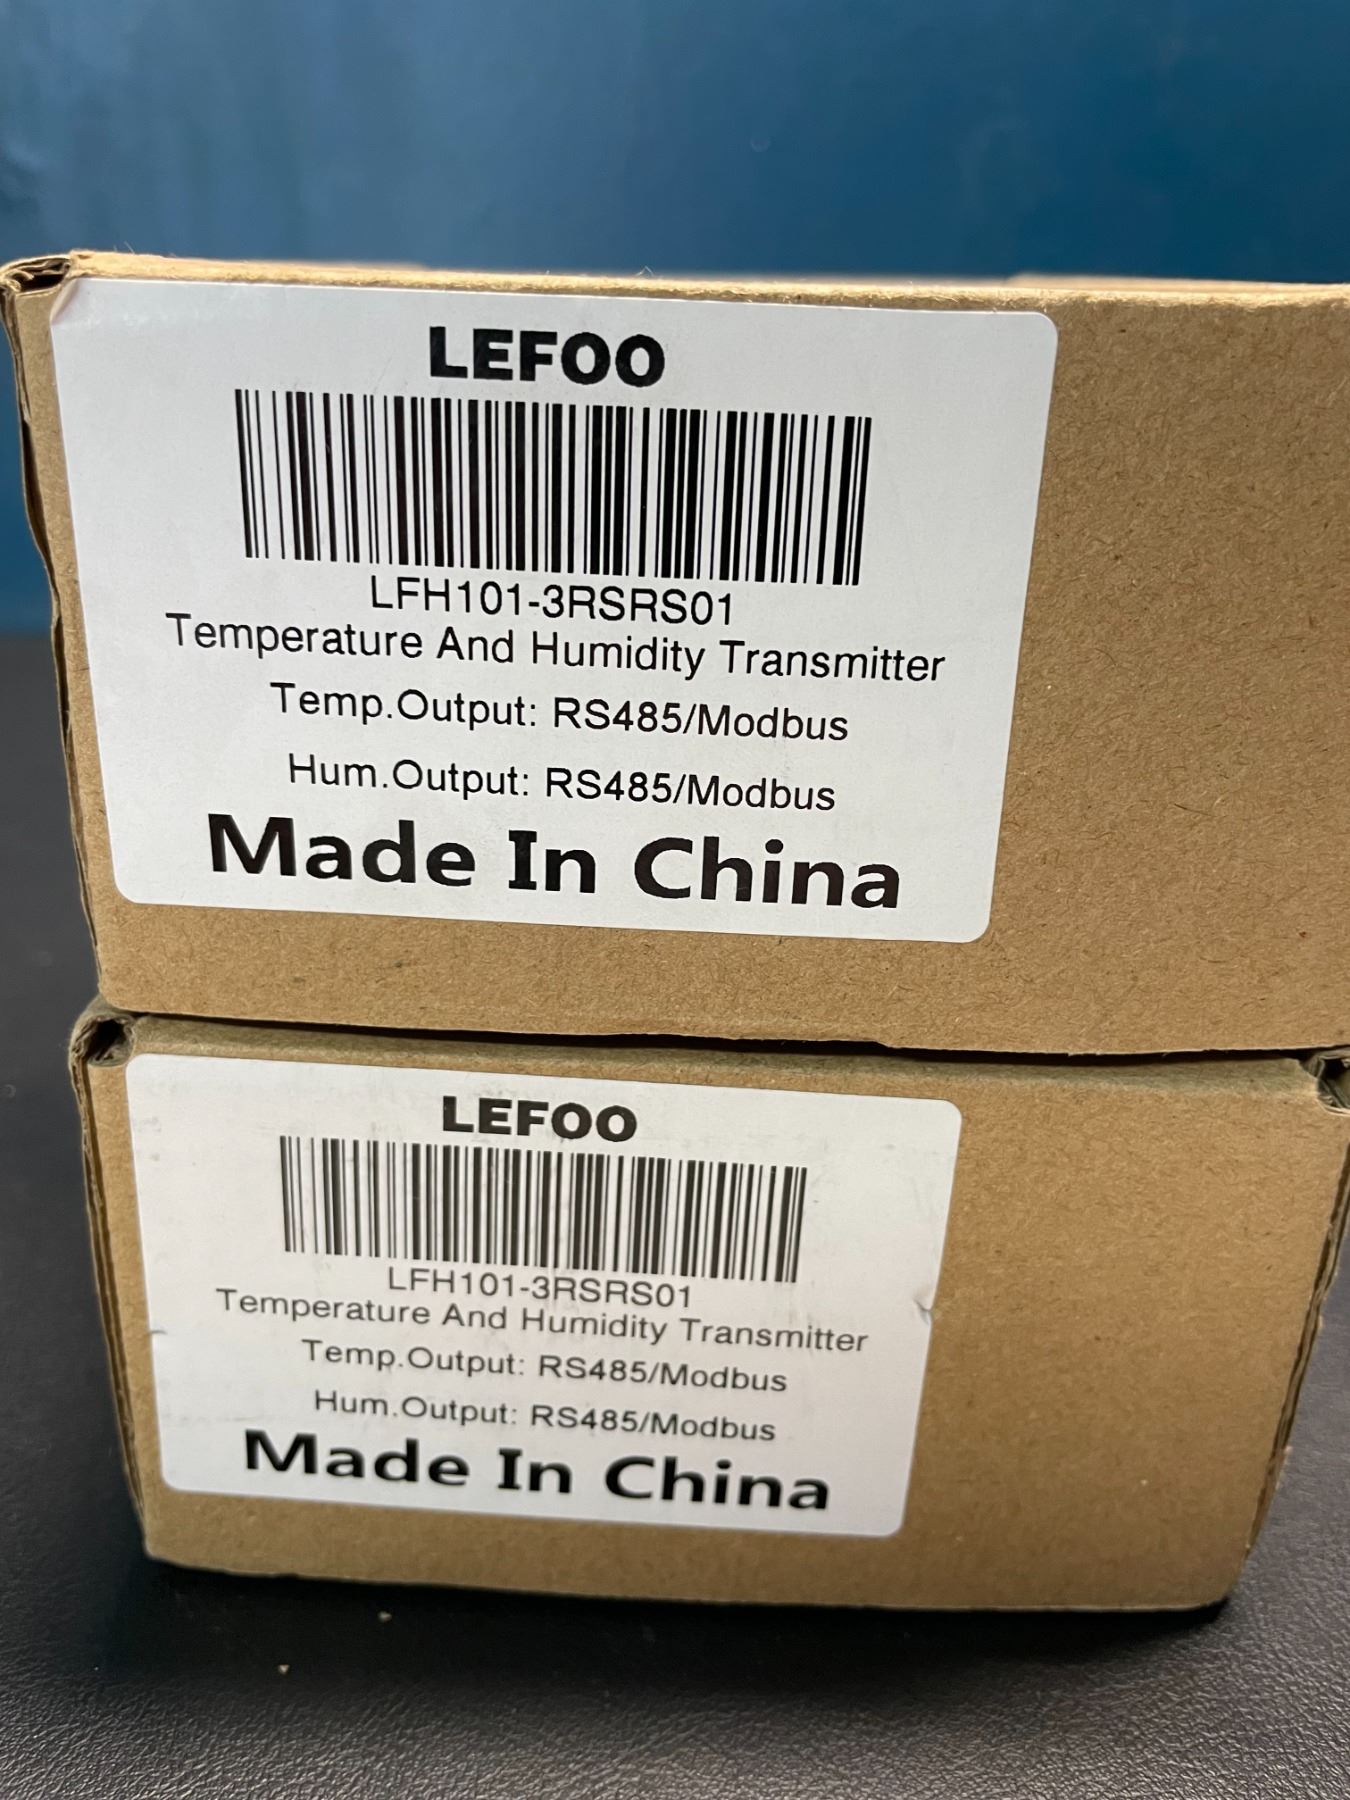 LEFOO
LFH101-3RSRS01
Temperature And Humidity Transmitter
Temp.Output: RS485/Modbus
Hum.Output: RS485/Modbus
Made In China
LEFOO
LFH101-3RSRS01
Temperature And Humidity Transmitter
Temp.Output: RS485/Modbus
Hum.Output: RS485/Modbus
Made In China